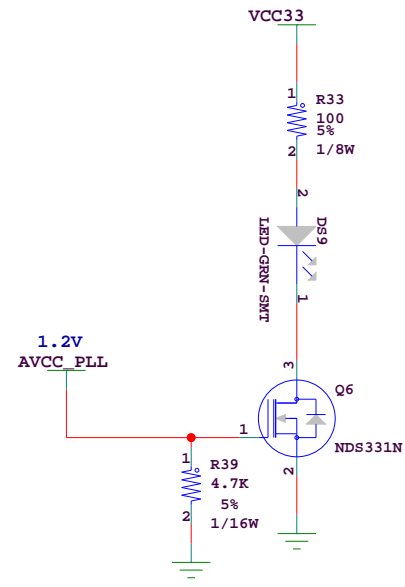 VCC33
1
R33
100
5%
1/8W
2
2
DS9
LED-GRN-SMT
1
1.2V
AVCC_PLL
3
Q6
1
NDS331N
2
1
R39
4.7K
5%
2
1/16W